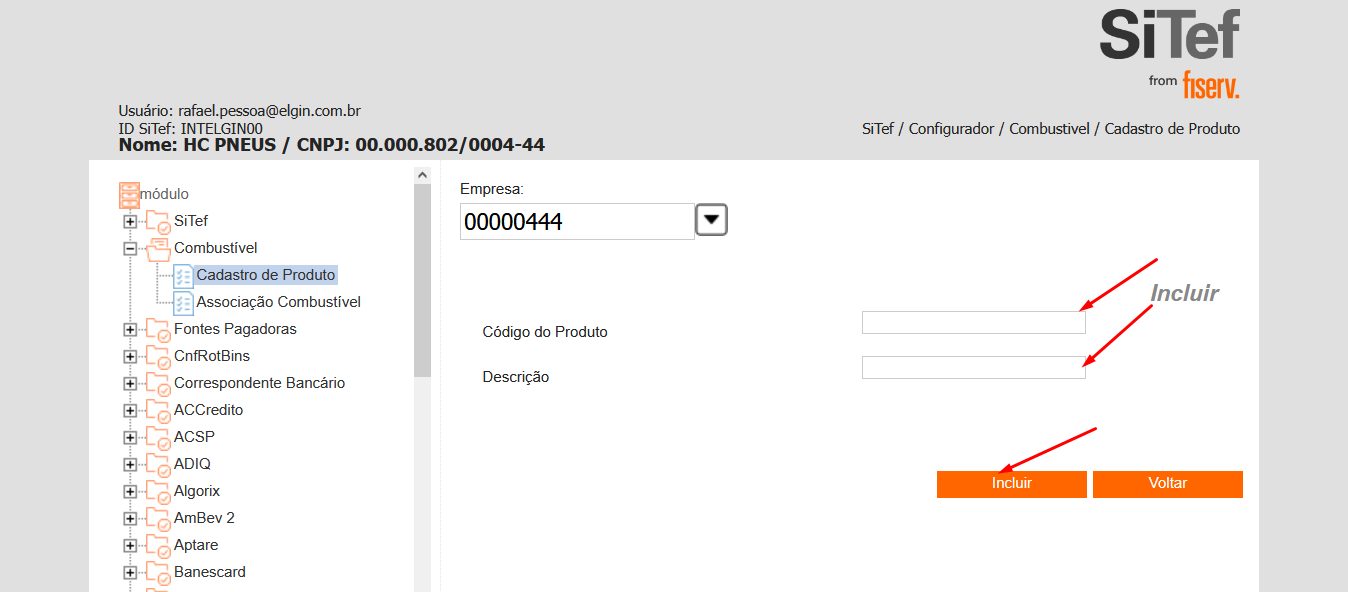 SiTef
from fiserv.
Usuário: rafael.pessoa@elgin.com.br
ID SiTef: INTELGIN00
Nome: HC PNEUS / CNPJ: 00.000.802/0004-44
SiTef / Configurador / Combustivel / Cadastro de Produto
módulo
SiTef
Combustível
Cadastro de Produto
Associação Combustível
Fontes Pagadoras
CnfRotBins
Correspondente Bancário
ACCredito
ACSP
ADIQ
Algorix
AmBev 2
Aptare
Banescard
Empresa:
00000444
Incluir
Código do Produto
Descrição
Incluir
Voltar